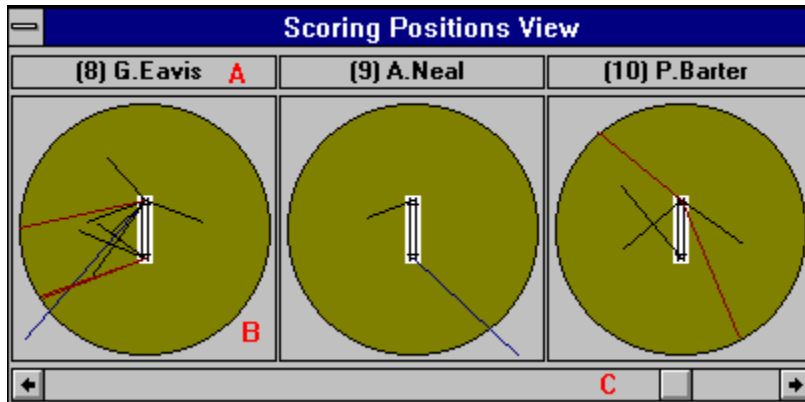 Scoring Positions View
(8) G.Eavis A (9) A.Neal (10) P.Barter
B
C